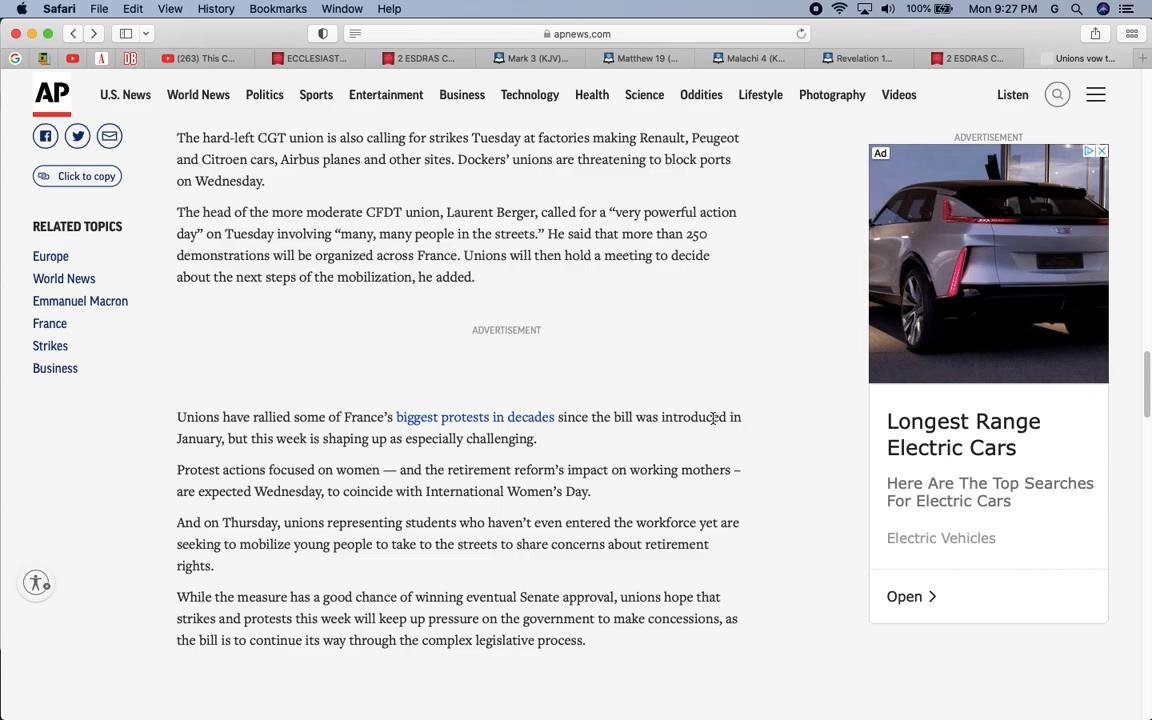 Safari File Edit View History Bookmarks Window Help 100% Mon 9:27 PM G
apnews.com
G A DB (263) This C... ECCLESIAST... 2 ESDRAS C... Mark 3 (KJV)... Matthew 19 (... Malachi 4 (K... Revelation 1... 2 ESDRAS C... Unions vow t... +
AP U.S. News World News Politics Sports Entertainment Business Technology Health Science Oddities Lifestyle Photography Videos Listen
Click to copy
RELATED TOPICS
Europe
World News
Emmanuel Macron
France
Strikes
Business
The hard-left CGT union is also calling for strikes Tuesday at factories making Renault, Peugeot
and Citroen cars, Airbus planes and other sites. Dockers’ unions are threatening to block ports
on Wednesday.
The head of the more moderate CFDT union, Laurent Berger, called for a “very powerful action
day” on Tuesday involving “many, many people in the streets.” He said that more than 250
demonstrations will be organized across France. Unions will then hold a meeting to decide
about the next steps of the mobilization, he added.
ADVERTISEMENT
Unions have rallied some of France’s biggest protests in decades since the bill was introduced in
January, but this week is shaping up as especially challenging.
Protest actions focused on women — and the retirement reform’s impact on working mothers –
are expected Wednesday, to coincide with International Women’s Day.
And on Thursday, unions representing students who haven’t even entered the workforce yet are
seeking to mobilize young people to take to the streets to share concerns about retirement
rights.
While the measure has a good chance of winning eventual Senate approval, unions hope that
strikes and protests this week will keep up pressure on the government to make concessions, as
the bill is to continue its way through the complex legislative process.
ADVERTISEMENT
Ad
Longest Range
Electric Cars
Here Are The Top Searches
For Electric Cars
Electric Vehicles
Open >